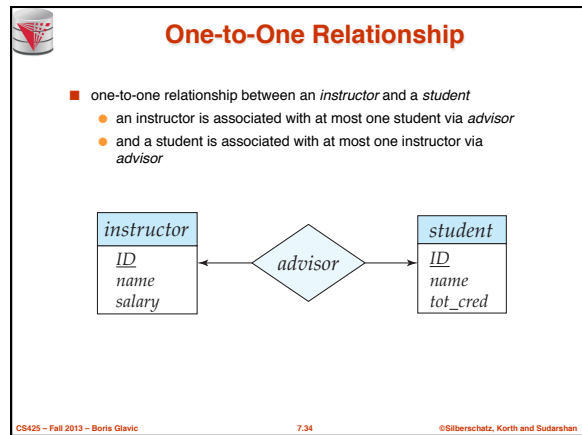 One-to-One Relationship
one-to-one relationship between an instructor and a student
an instructor is associated with at most one student via advisor
and a student is associated with at most one instructor via
advisor
instructor
ID
name
salary
advisor
student
ID
name
tot_cred
CS425 – Fall 2013 – Boris Glavic
7.34
©Silberschatz, Korth and Sudarshan